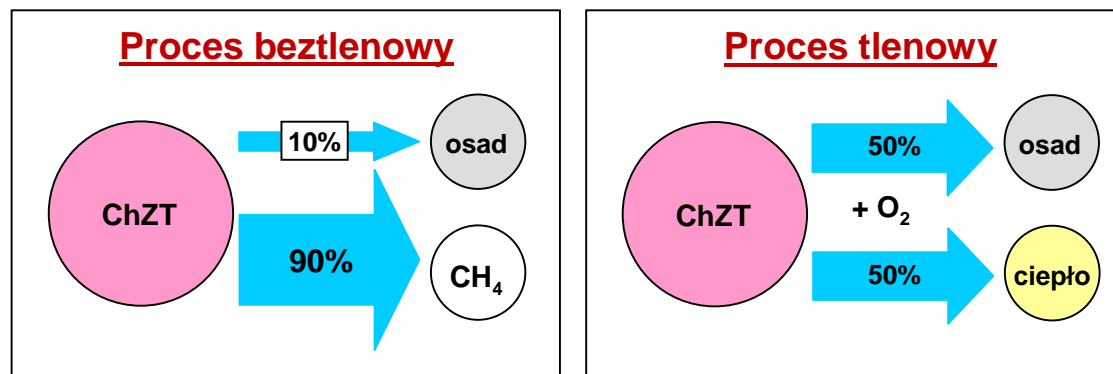 Proces beztlenowy
10%
osad
ChZT
90%
CH₄
Proces tlenowy
50%
osad
ChZT
+ O₂
50%
ciepło